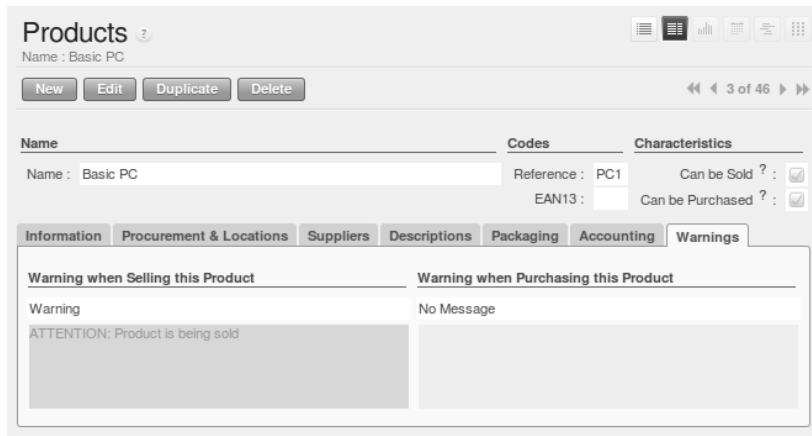 Products ?
Name : Basic PC
New Edit Duplicate Delete 3 of 46
Name Codes Characteristics
Name : Basic PC Reference : PC1 Can be Sold ? :
EAN13 : Can be Purchased ? :
Information Procurement & Locations Suppliers Descriptions Packaging Accounting Warnings
Warning when Selling this Product Warning when Purchasing this Product
Warning No Message
ATTENTION: Product is being sold